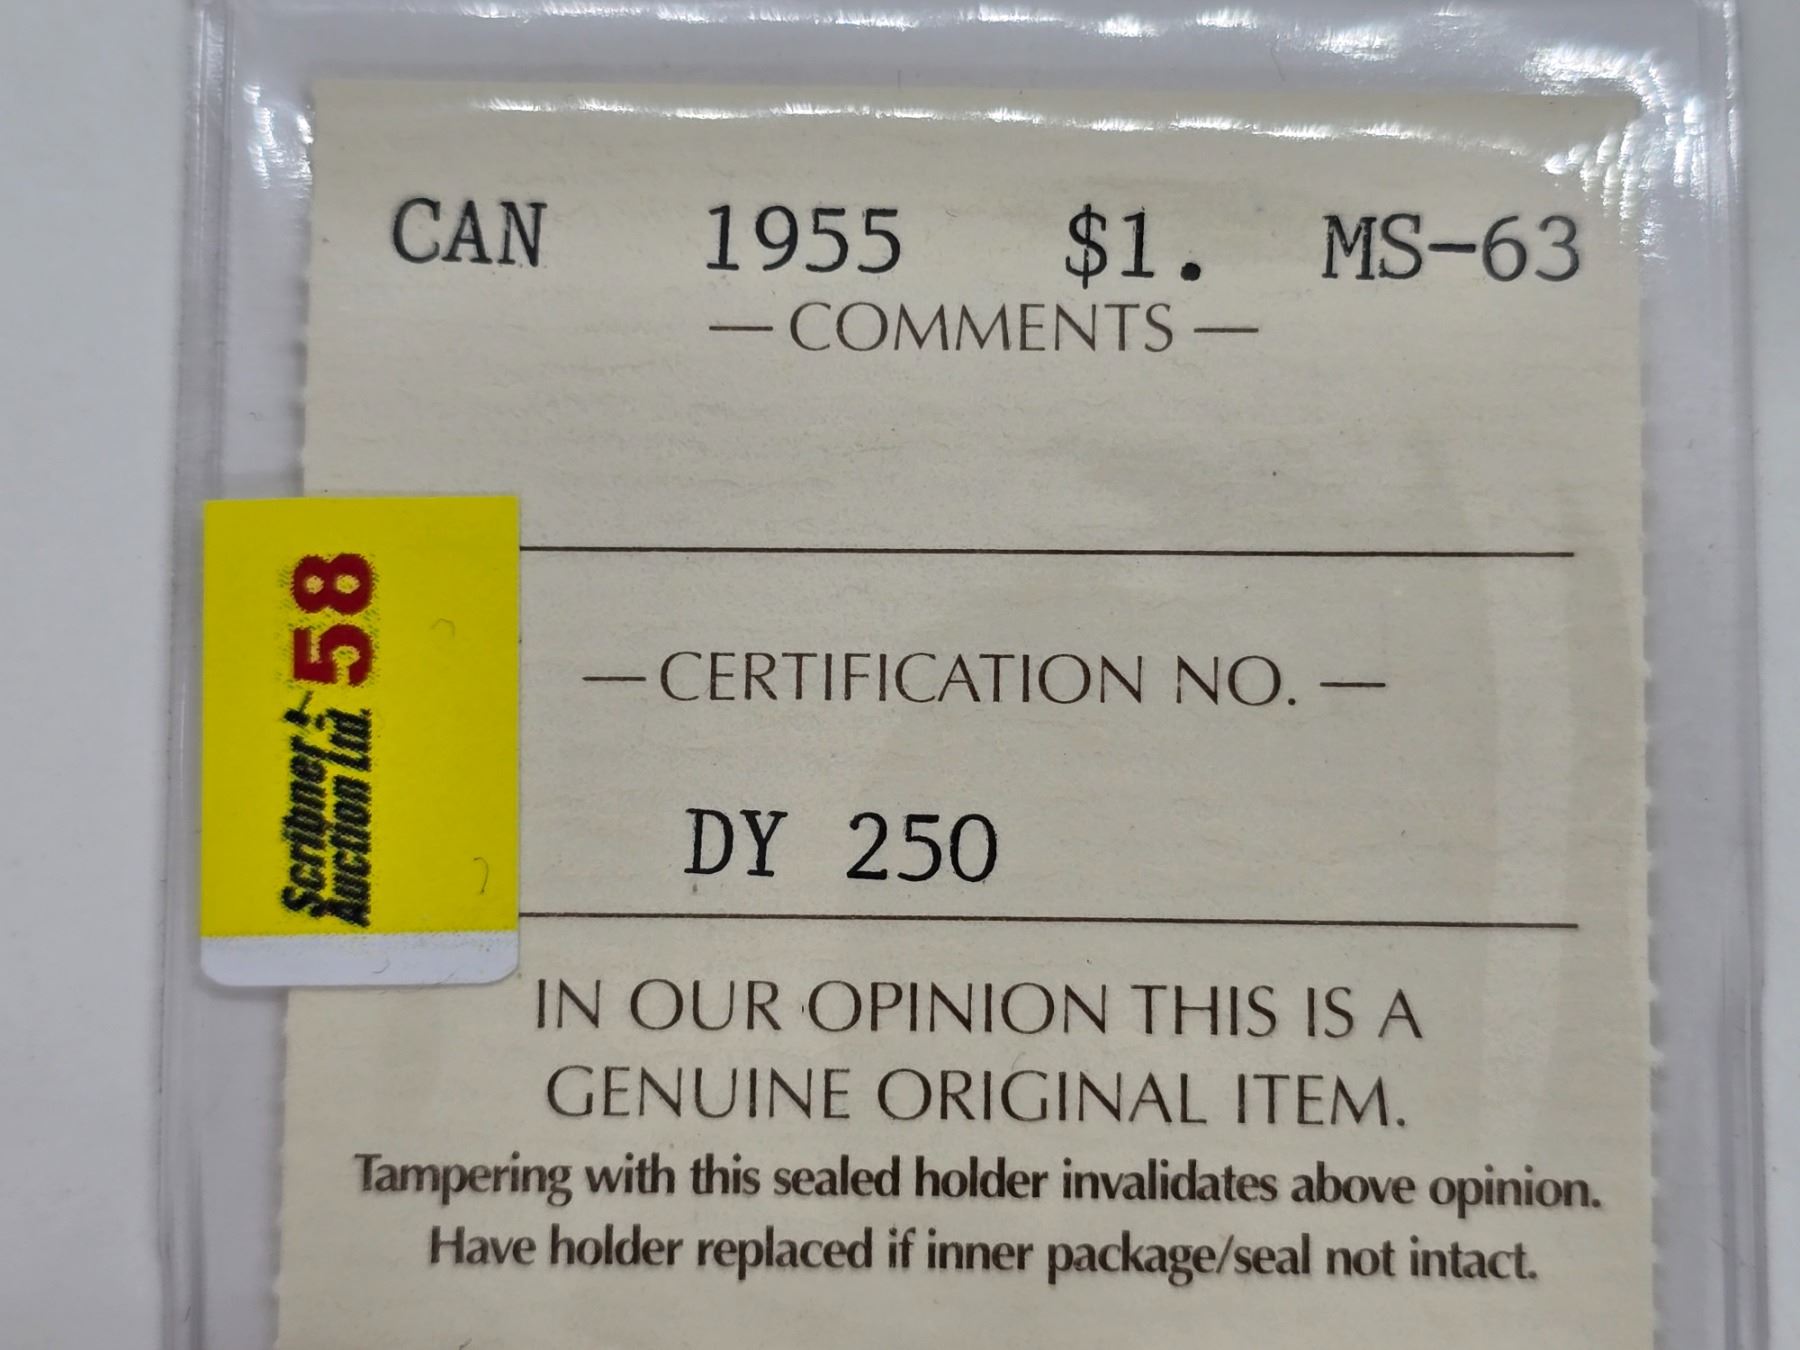 CAN 1955 $1. MS-63
— COMMENTS —
58
Scribner's
Auction Ltd.
— CERTIFICATION NO. —
DY 250
IN OUR OPINION THIS IS A
GENUINE ORIGINAL ITEM.
Tampering with this sealed holder invalidates above opinion.
Have holder replaced if inner package/seal not intact.